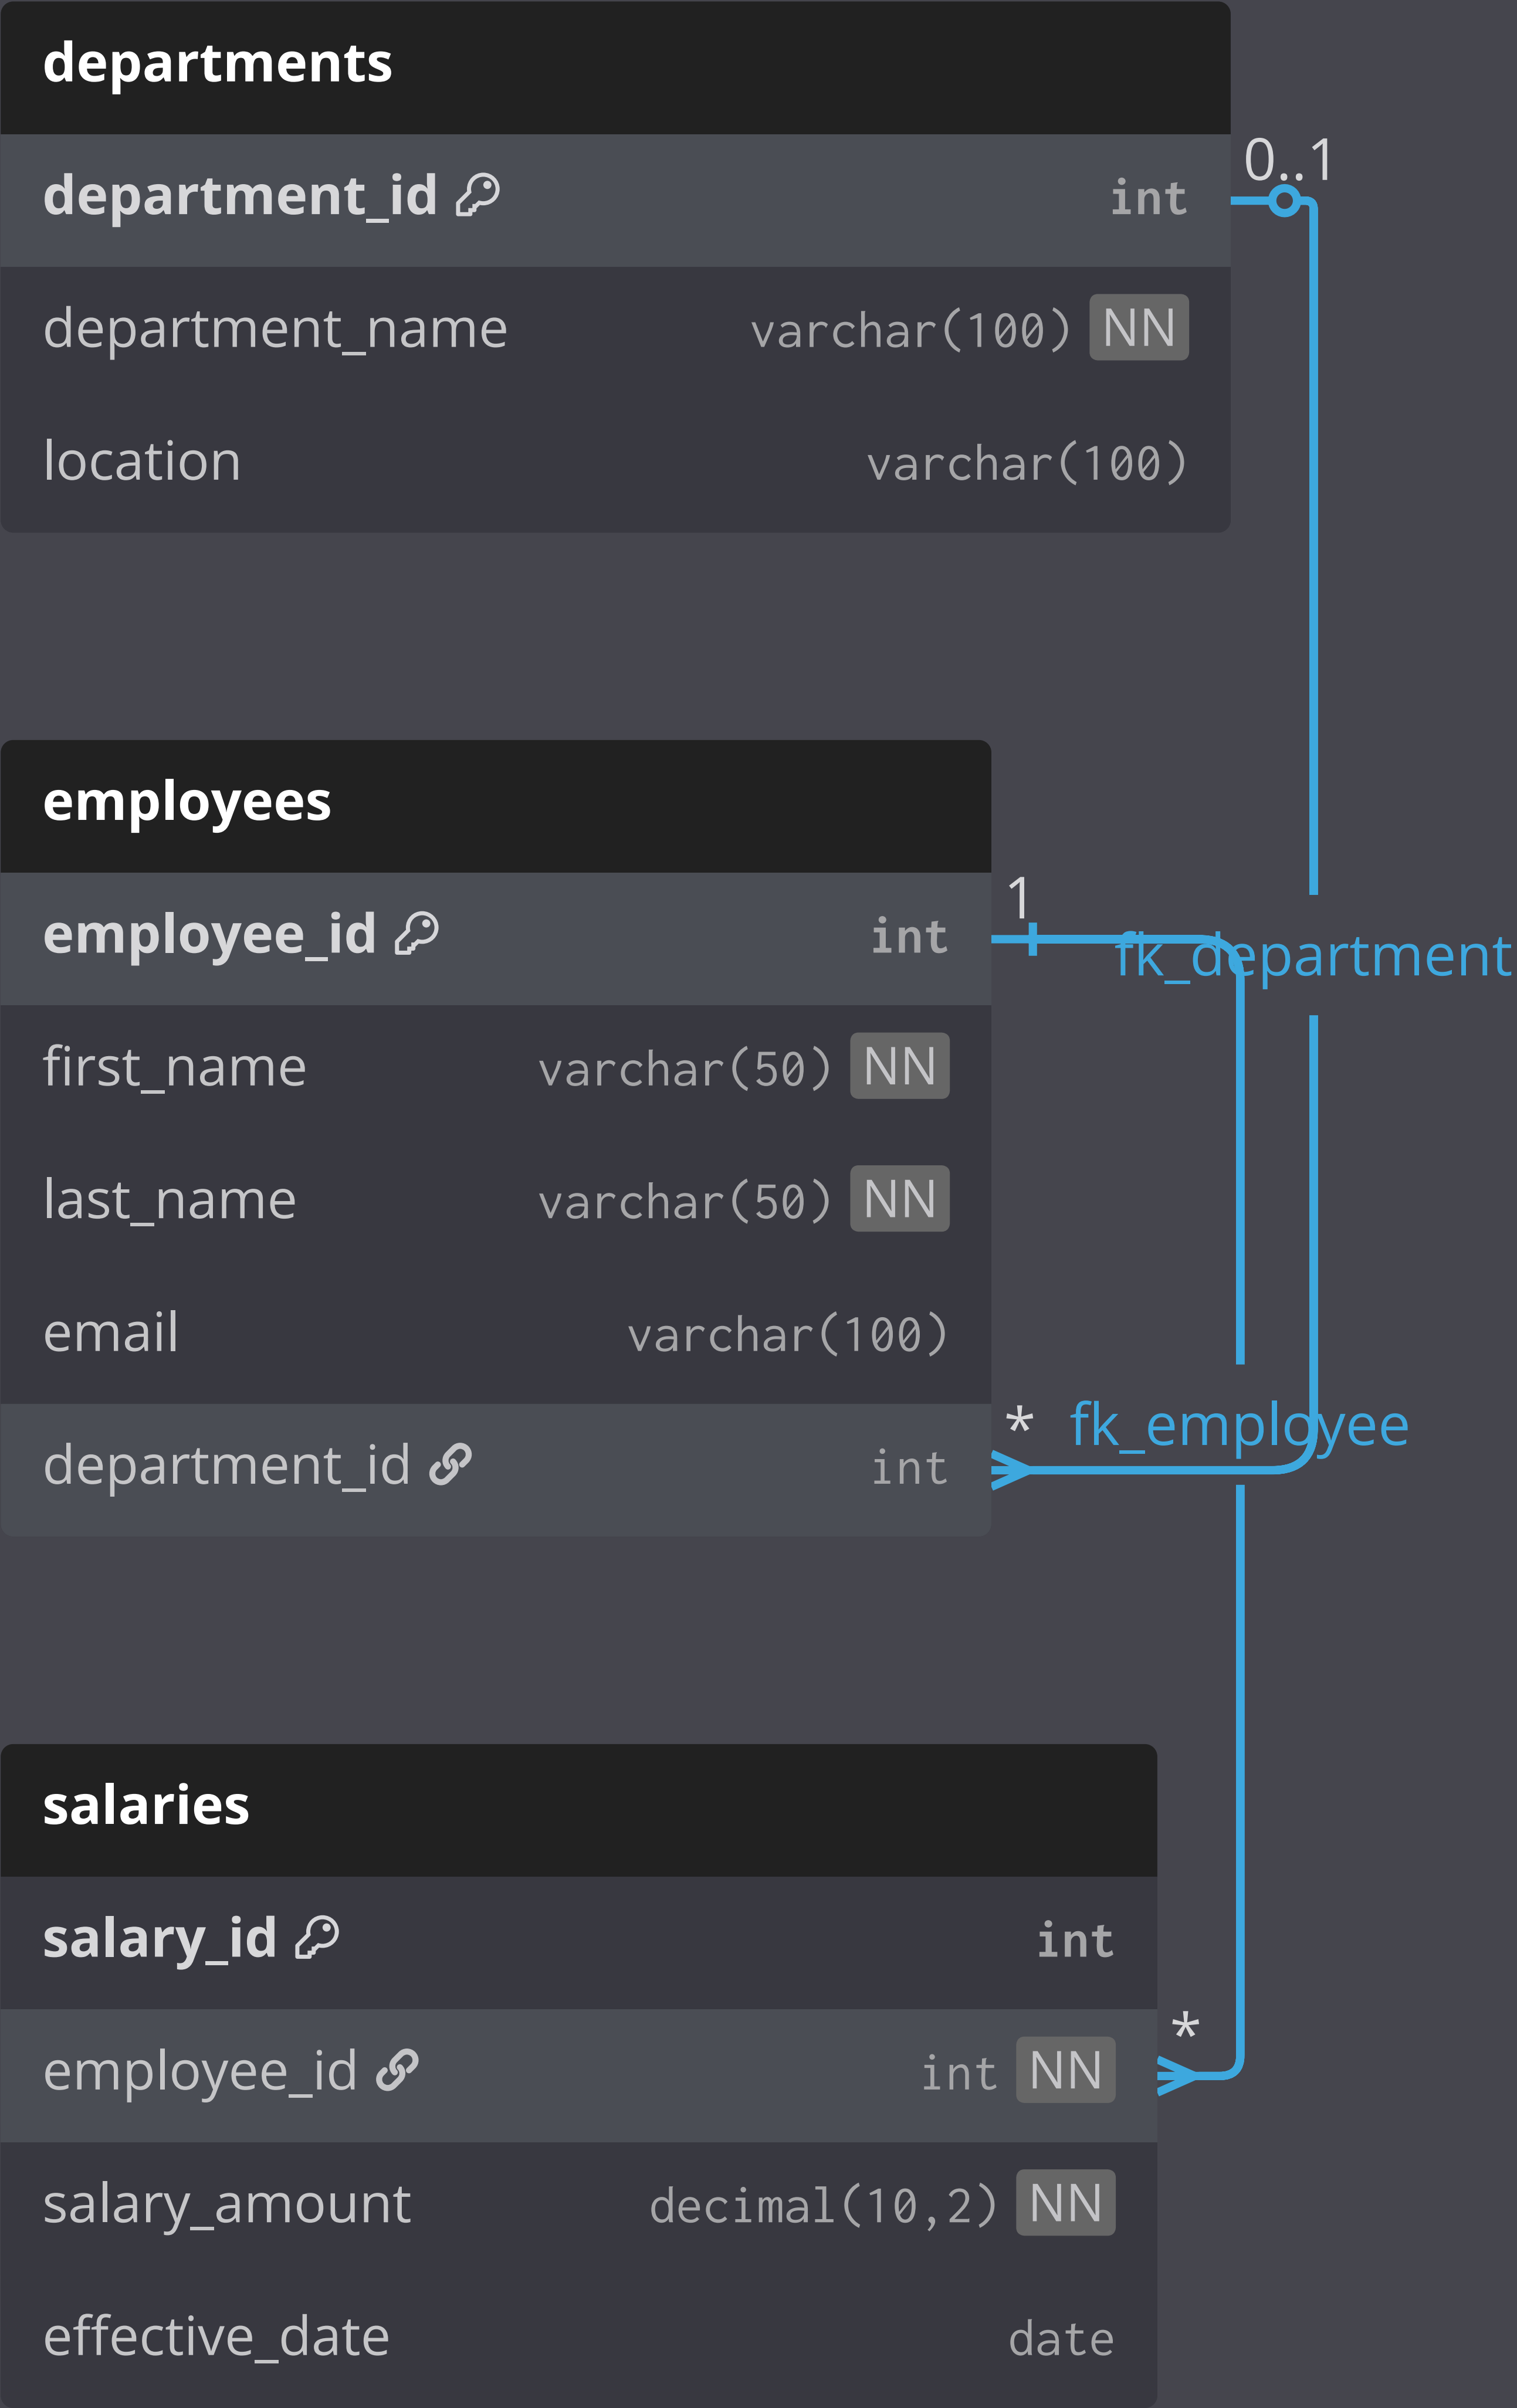 departments
department_id int
0..1
department_name varchar(100) NN
location varchar(100)
employees
employee_id int
1
fk_department
first_name varchar(50) NN
last_name varchar(50) NN
email varchar(100)
* fk_employee
department_id int
salaries
salary_id int
*
employee_id int NN
salary_amount decimal(10,2) NN
effective_date date